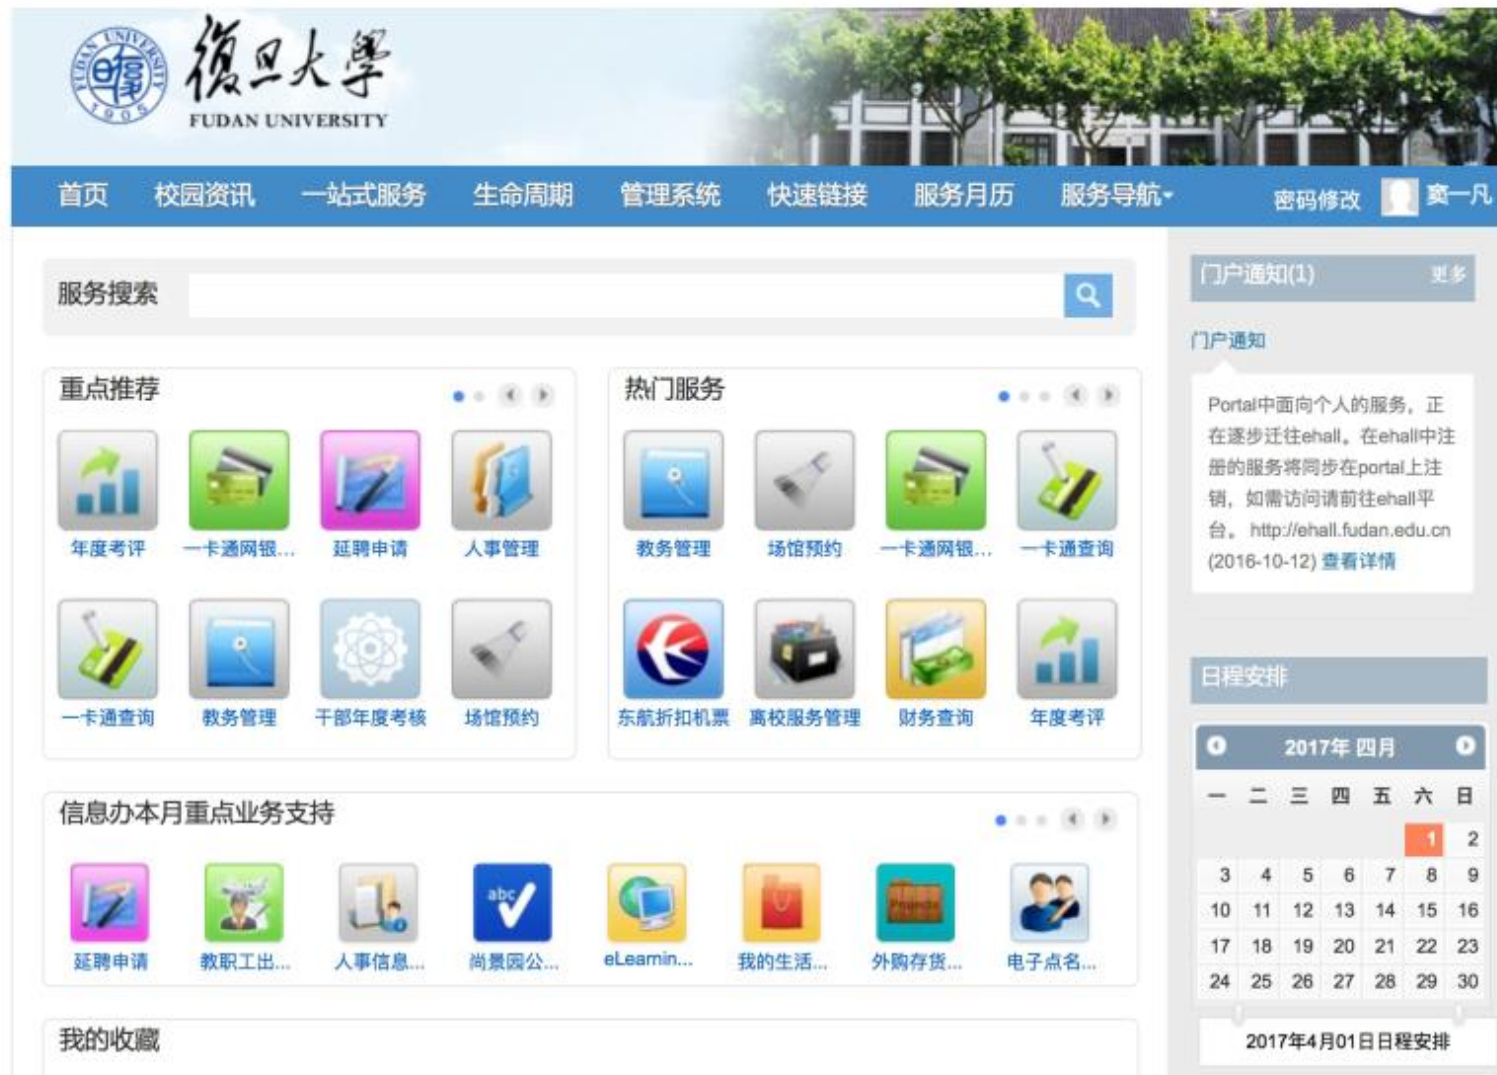 FUDAN UNIVERSITY
1905
復旦大學
FUDAN UNIVERSITY
首页 校园资讯 一站式服务 生命周期 管理系统 快速链接 服务月历 服务导航 密码修改 窦一凡
服务搜索
重点推荐
年度考评 一卡通网银... 延聘申请 人事管理
一卡通查询 教务管理 干部年度考核 场馆预约
热门服务
教务管理 场馆预约 一卡通网银... 一卡通查询
东航折扣机票 离校服务管理 财务查询 年度考评
信息办本月重点业务支持
abc
延聘申请 教职工出... 人事信息... 尚景园公... eLearnin... 我的生活... 外购存货... 电子点名...
我的收藏
门户通知(1) 更多
门户通知
Portal中面向个人的服务，正
在逐步迁往ehall。在ehall中注
册的服务将同步在portal上注
销，如需访问请前往ehall平
台。 http://ehall.fudan.edu.cn
(2016-10-12) 查看详情
日程安排
2017年 四月
一 二 三 四 五 六 日
1 2
3 4 5 6 7 8 9
10 11 12 13 14 15 16
17 18 19 20 21 22 23
24 25 26 27 28 29 30
2017年4月01日日程安排